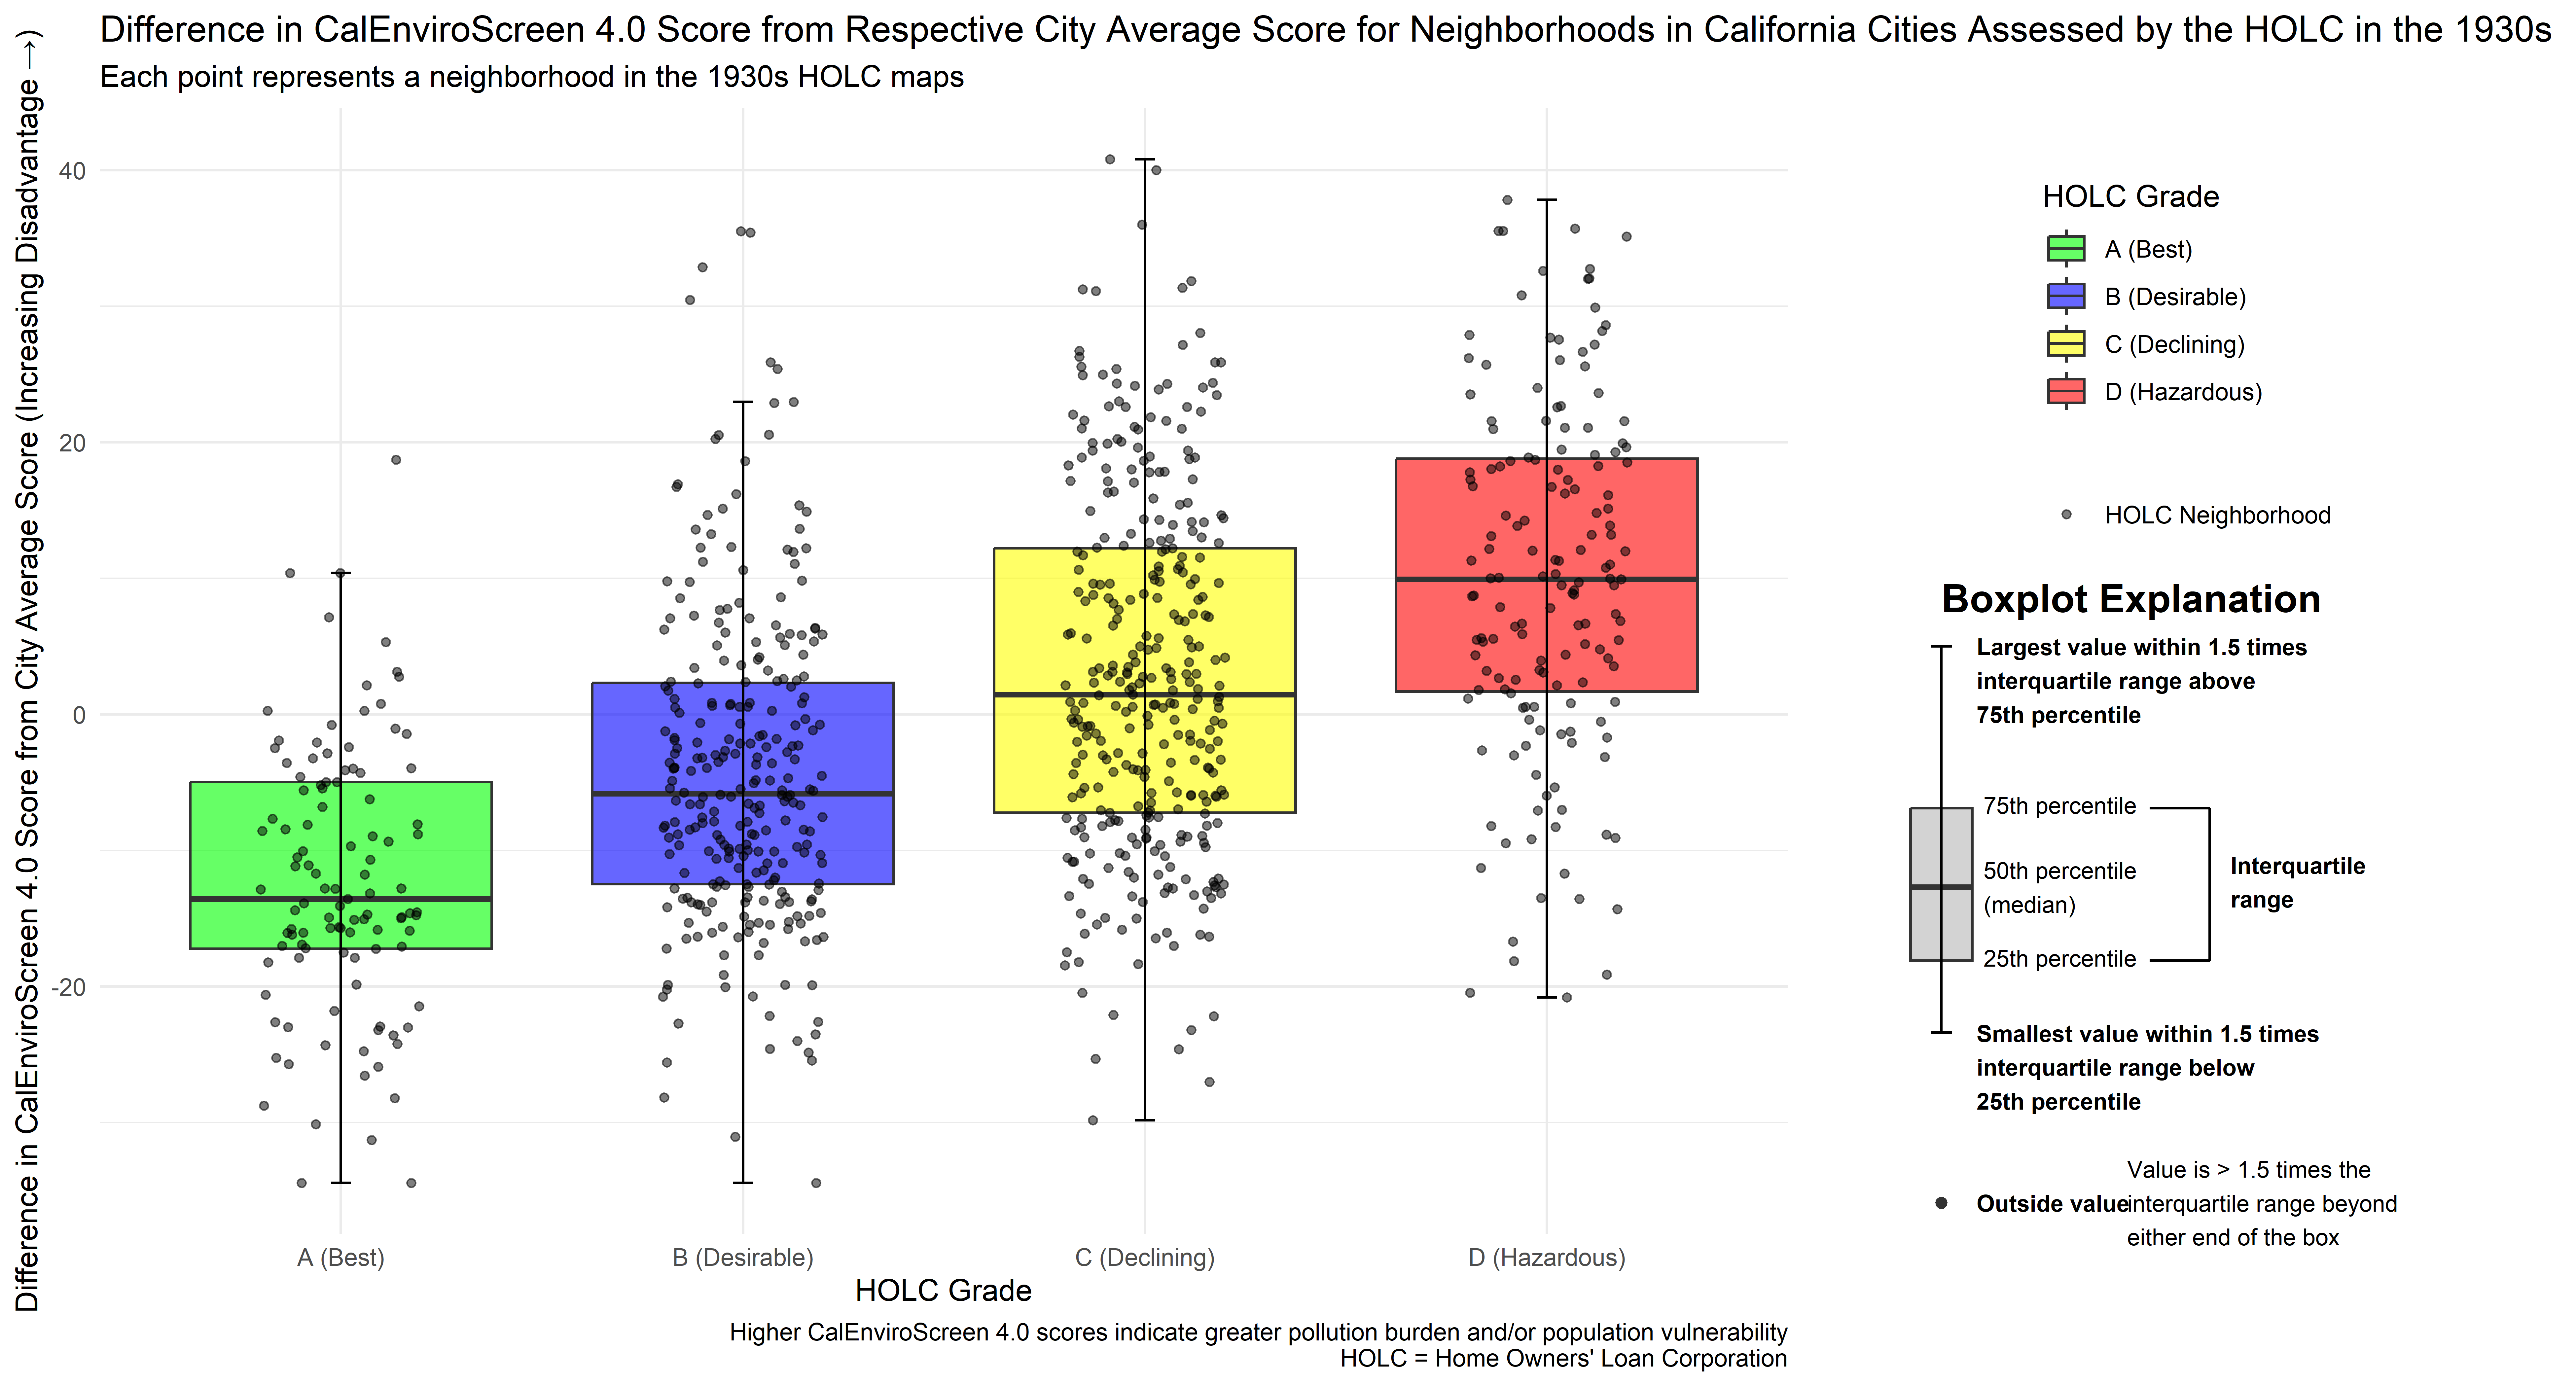 Difference in CalEnviroScreen 4.0 Score from Respective City Average Score for Neighborhoods in California Cities Assessed by the HOLC in the 1930s
Each point represents a neighborhood in the 1930s HOLC maps
Difference in CalEnviroScreen 4.0 Score from City Average Score (Increasing Disadvantage →)
40
20
0
-20
A (Best)
B (Desirable)
C (Declining)
D (Hazardous)
HOLC Grade
Higher CalEnviroScreen 4.0 scores indicate greater pollution burden and/or population vulnerability
HOLC = Home Owners' Loan Corporation
HOLC Grade
A (Best)
B (Desirable)
C (Declining)
D (Hazardous)
HOLC Neighborhood
Boxplot Explanation
Largest value within 1.5 times
interquartile range above
75th percentile
75th percentile
50th percentile
(median)
25th percentile
Interquartile
range
Smallest value within 1.5 times
interquartile range below
25th percentile
Outside value
Value is > 1.5 times the
interquartile range beyond
either end of the box